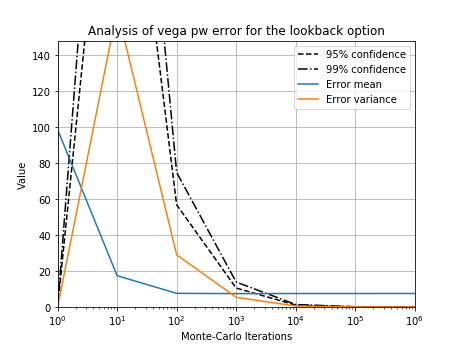 Analysis of vega pw error for the lookback option
95% confidence
99% confidence
Error mean
Error variance
Value
140
120
100
80
60
40
20
0
10^0 10^1 10^2 10^3 10^4 10^5 10^6
Monte-Carlo Iterations